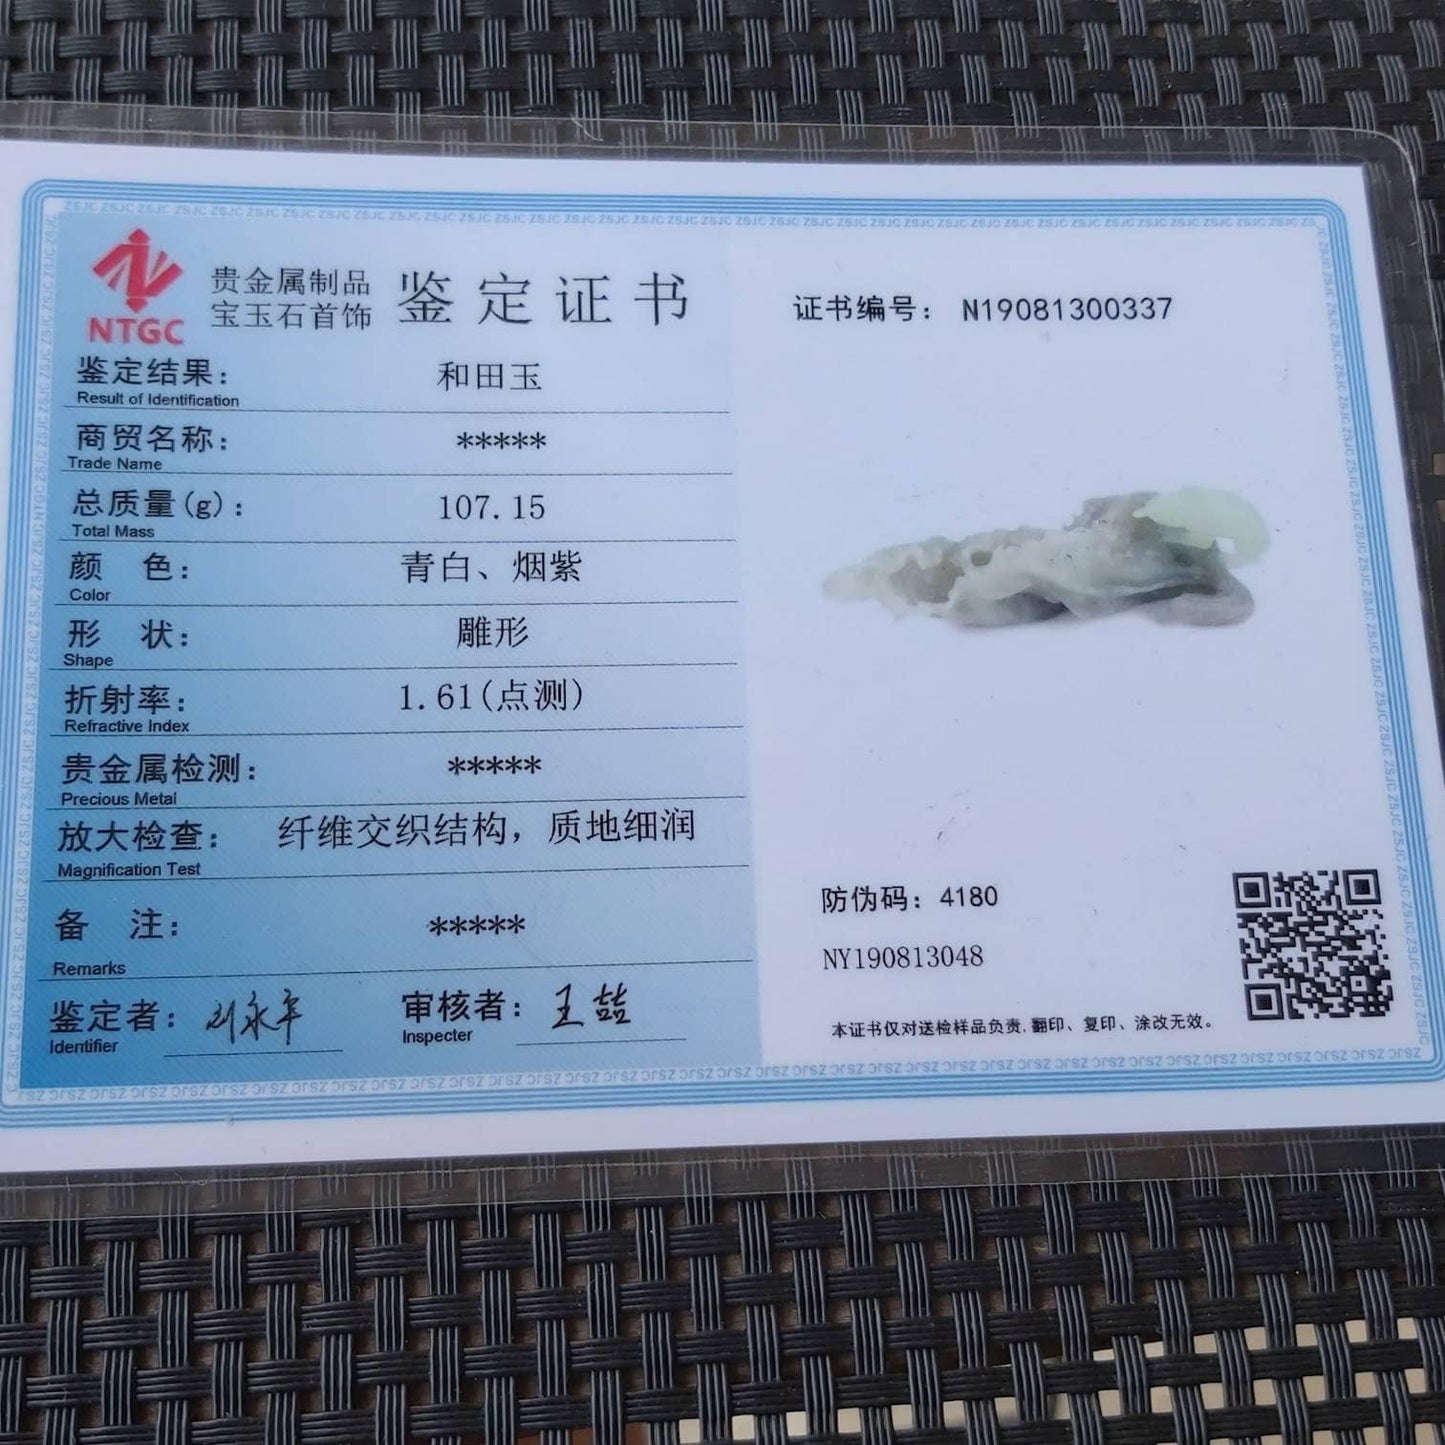 NTGC
贵金属制品
宝玉石首饰
鉴定证书
鉴定结果： 和田玉
Result of Identification
商贸名称： *****
Trade Name
总质量(g)： 107.15
Total Mass
颜 色： 青白、烟紫
Color
形 状： 雕形
Shape
折射率： 1.61(点测)
Refractive Index
贵金属检测： *****
Precious Metal
放大检查： 纤维交织结构，质地细润
Magnification Test
备 注： *****
Remarks
鉴定者： 刘永年 审核者： 王喆
Identifier Inspecter
证书编号： N19081300337
防伪码：4180
NY190813048
本证书仅对送检样品负责,翻印、复印、涂改无效。